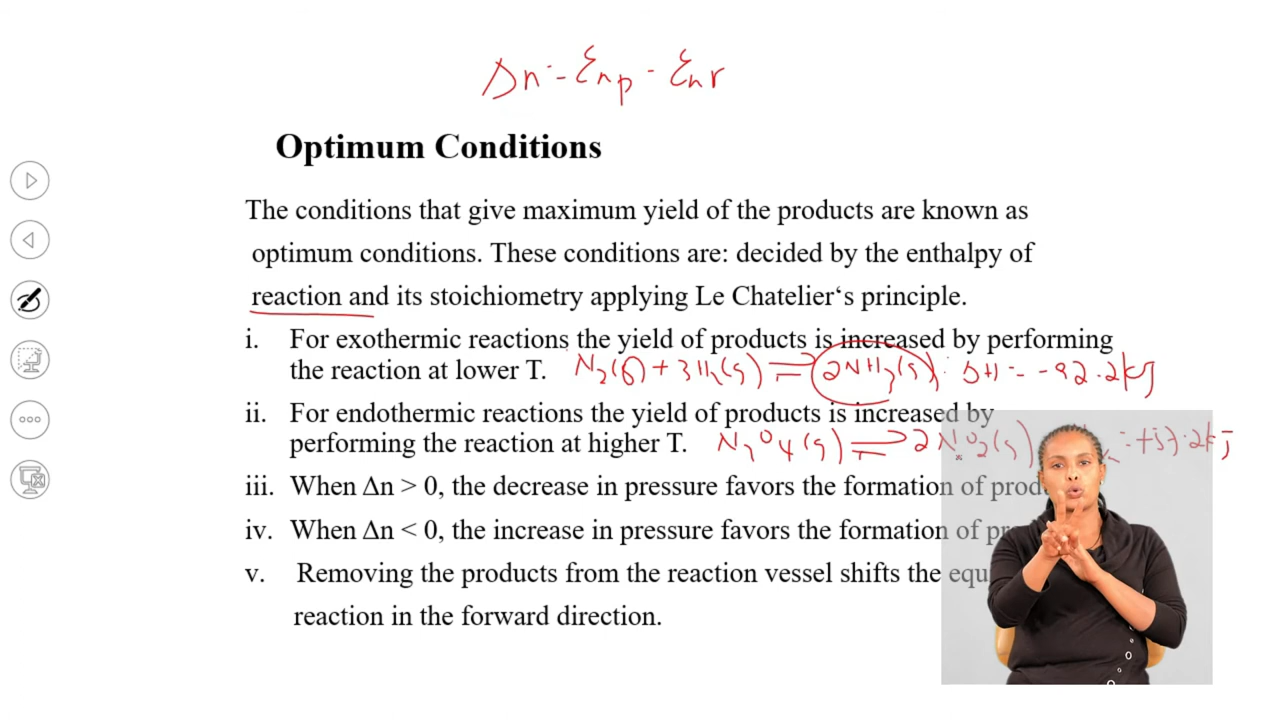 Δn = Σnp - Σnr
Optimum Conditions
The conditions that give maximum yield of the products are known as
optimum conditions. These conditions are: decided by the enthalpy of
reaction and its stoichiometry applying Le Chatelier‘s principle.
i. For exothermic reactions the yield of products is increased by performing
the reaction at lower T. N₂(g) + 3H₂(g) ⇌ 2NH₃(g) : ΔH = -92.2kJ
ii. For endothermic reactions the yield of products is increased by
performing the reaction at higher T. N₂O₄(g) ⇌ 2NO₂(g)
iii. When Δn > 0, the decrease in pressure favors the formation of
iv. When Δn < 0, the increase in pressure favors the formation of
v. Removing the products from the reaction vessel shifts the
reaction in the forward direction.